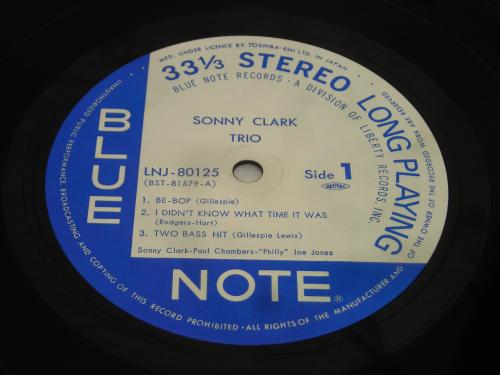 MFD. UNDER LICENCE BY TOSHIBA-EMI LTD. IN JAPAN
33 1/3 STEREO LONG PLAYING
BLUE NOTE RECORDS · A DIVISION OF LIBERTY RECORDS, INC.
SONNY CLARK
TRIO
LNJ-80125
(BST-81579-A)
Side 1
1. BE-BOP (Gillespie)
2. I DIDN'T KNOW WHAT TIME IT WAS
(Rodgers-Hart)
3. TWO BASS HIT (Gillespie Lewis)
Sonny Clark-Paul Chambers-"Philly" Joe Jones
BLUE
NOTE®
UNAUTHORIZED PUBLIC PERFORMANCE, BROADCASTING AND COPYING OF THIS RECORD PROHIBITED · ALL RIGHTS OF THE MANUFACTURER AND OF THE OWNER OF THE RECORDED WORK ARE RESERVED